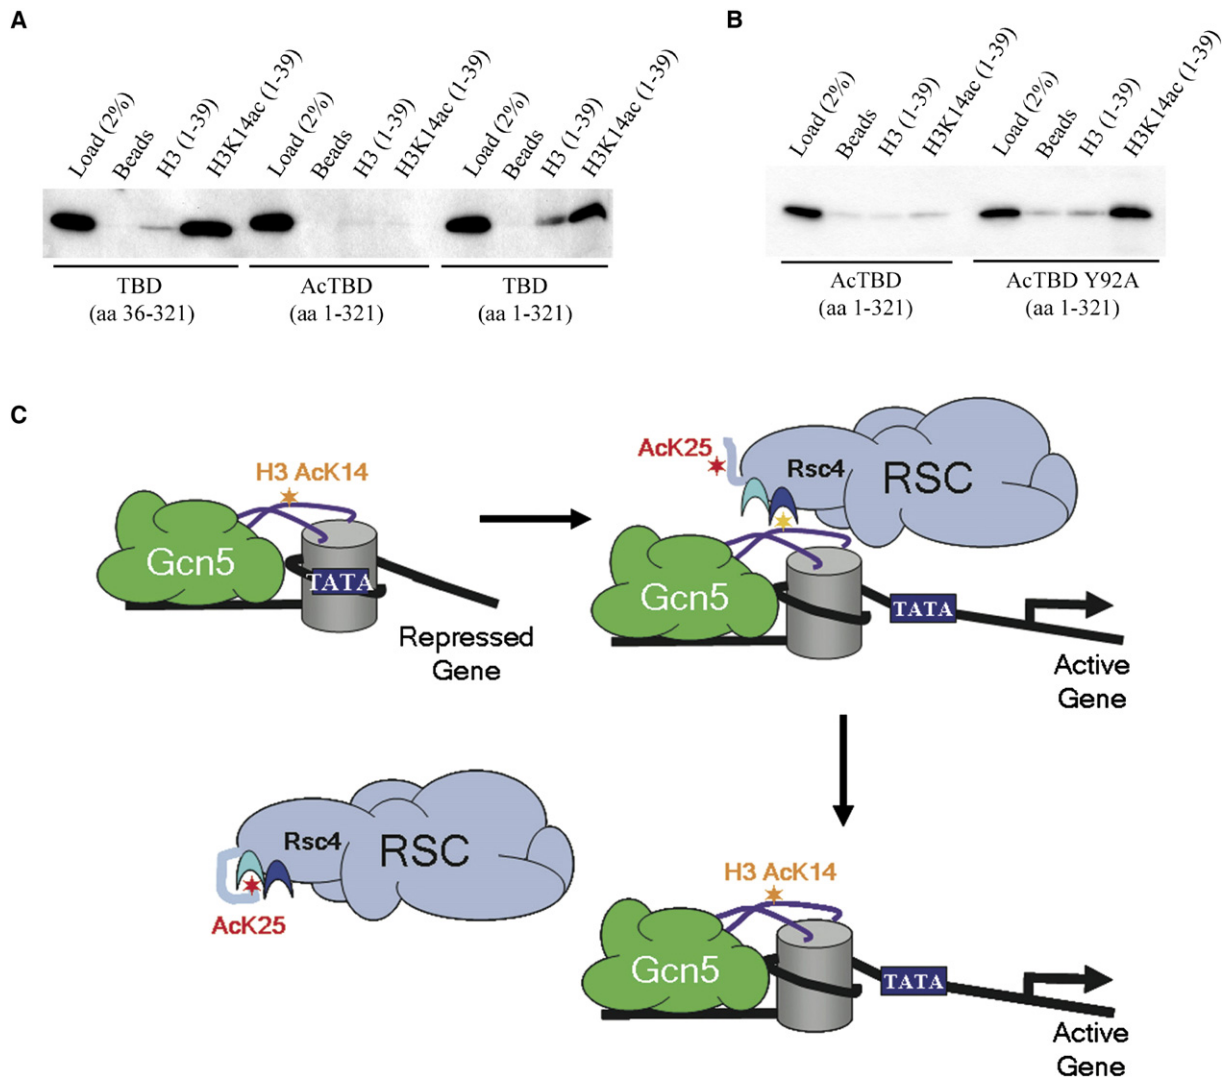 A
Load (2%)
Beads
H3 (1-39)
H3K14ac (1-39)
Load (2%)
Beads
H3 (1-39)
H3K14ac (1-39)
Load (2%)
Beads
H3 (1-39)
H3K14ac (1-39)
TBD
(aa 36-321)
AcTBD
(aa 1-321)
TBD
(aa 1-321)
B
Load (2%)
Beads
H3 (1-39)
H3K14ac (1-39)
Load (2%)
Beads
H3 (1-39)
H3K14ac (1-39)
AcTBD
(aa 1-321)
AcTBD Y92A
(aa 1-321)
C
H3 AcK14
Gcn5
TATA
Repressed
Gene
AcK25
Rsc4
RSC
Gcn5
TATA
Active
Gene
Rsc4
RSC
AcK25
H3 AcK14
Gcn5
TATA
Active
Gene